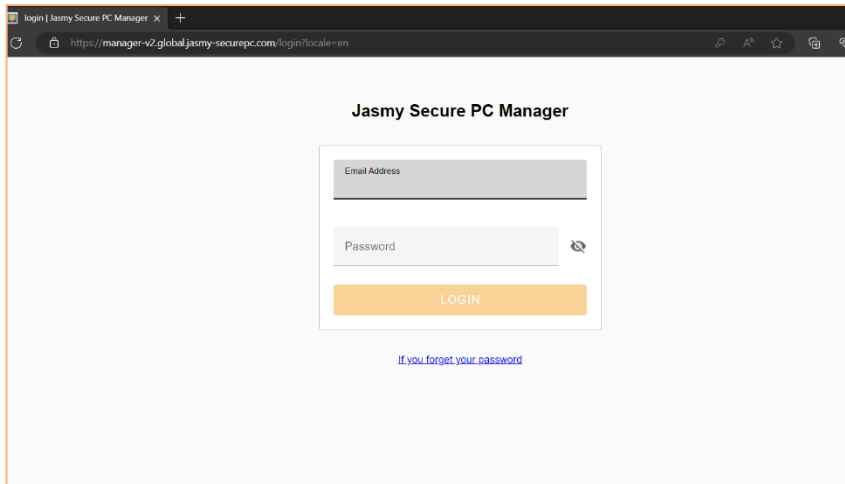 login | Jasmy Secure PC Manager
https://manager-v2.global.jasmy-securepc.com/login?locale=en
Jasmy Secure PC Manager
Email Address
Password
LOGIN
If you forget your password